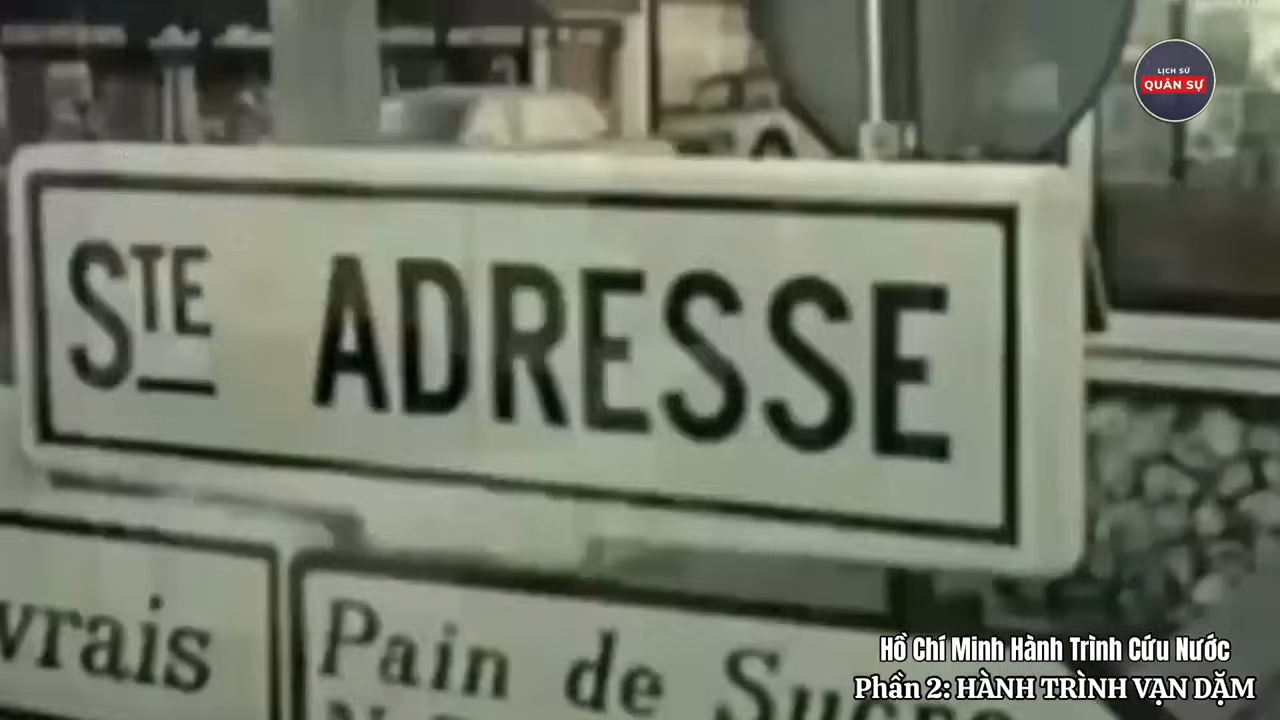 LỊCH SỬ
QUÂN SỰ
STE ADRESSE
vrais
Pain de Sucre
Hồ Chí Minh Hành Trình Cứu Nước
Phần 2: HÀNH TRÌNH VẠN DẶM